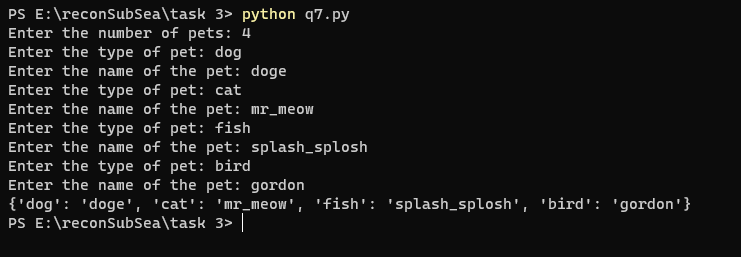 PS E:\reconSubSea\task 3> python q7.py
Enter the number of pets: 4
Enter the type of pet: dog
Enter the name of the pet: doge
Enter the type of pet: cat
Enter the name of the pet: mr_meow
Enter the type of pet: fish
Enter the name of the pet: splash_splosh
Enter the type of pet: bird
Enter the name of the pet: gordon
{'dog': 'doge', 'cat': 'mr_meow', 'fish': 'splash_splosh', 'bird': 'gordon'}
PS E:\reconSubSea\task 3>